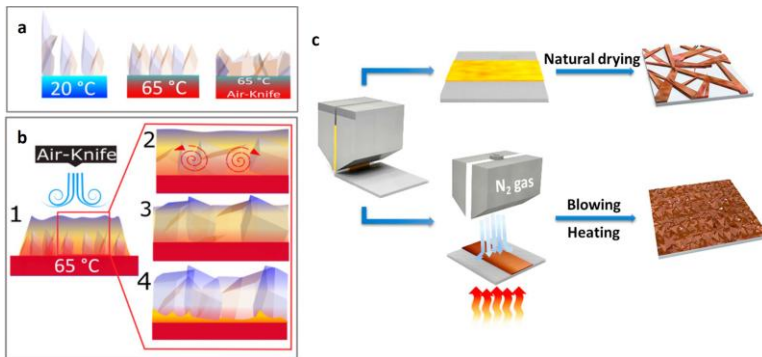 a
20 °C
65 °C
65 °C
Air-Knife
b
Air-Knife
1
65 °C
2
3
4
c
Natural drying
N2 gas
Blowing
Heating